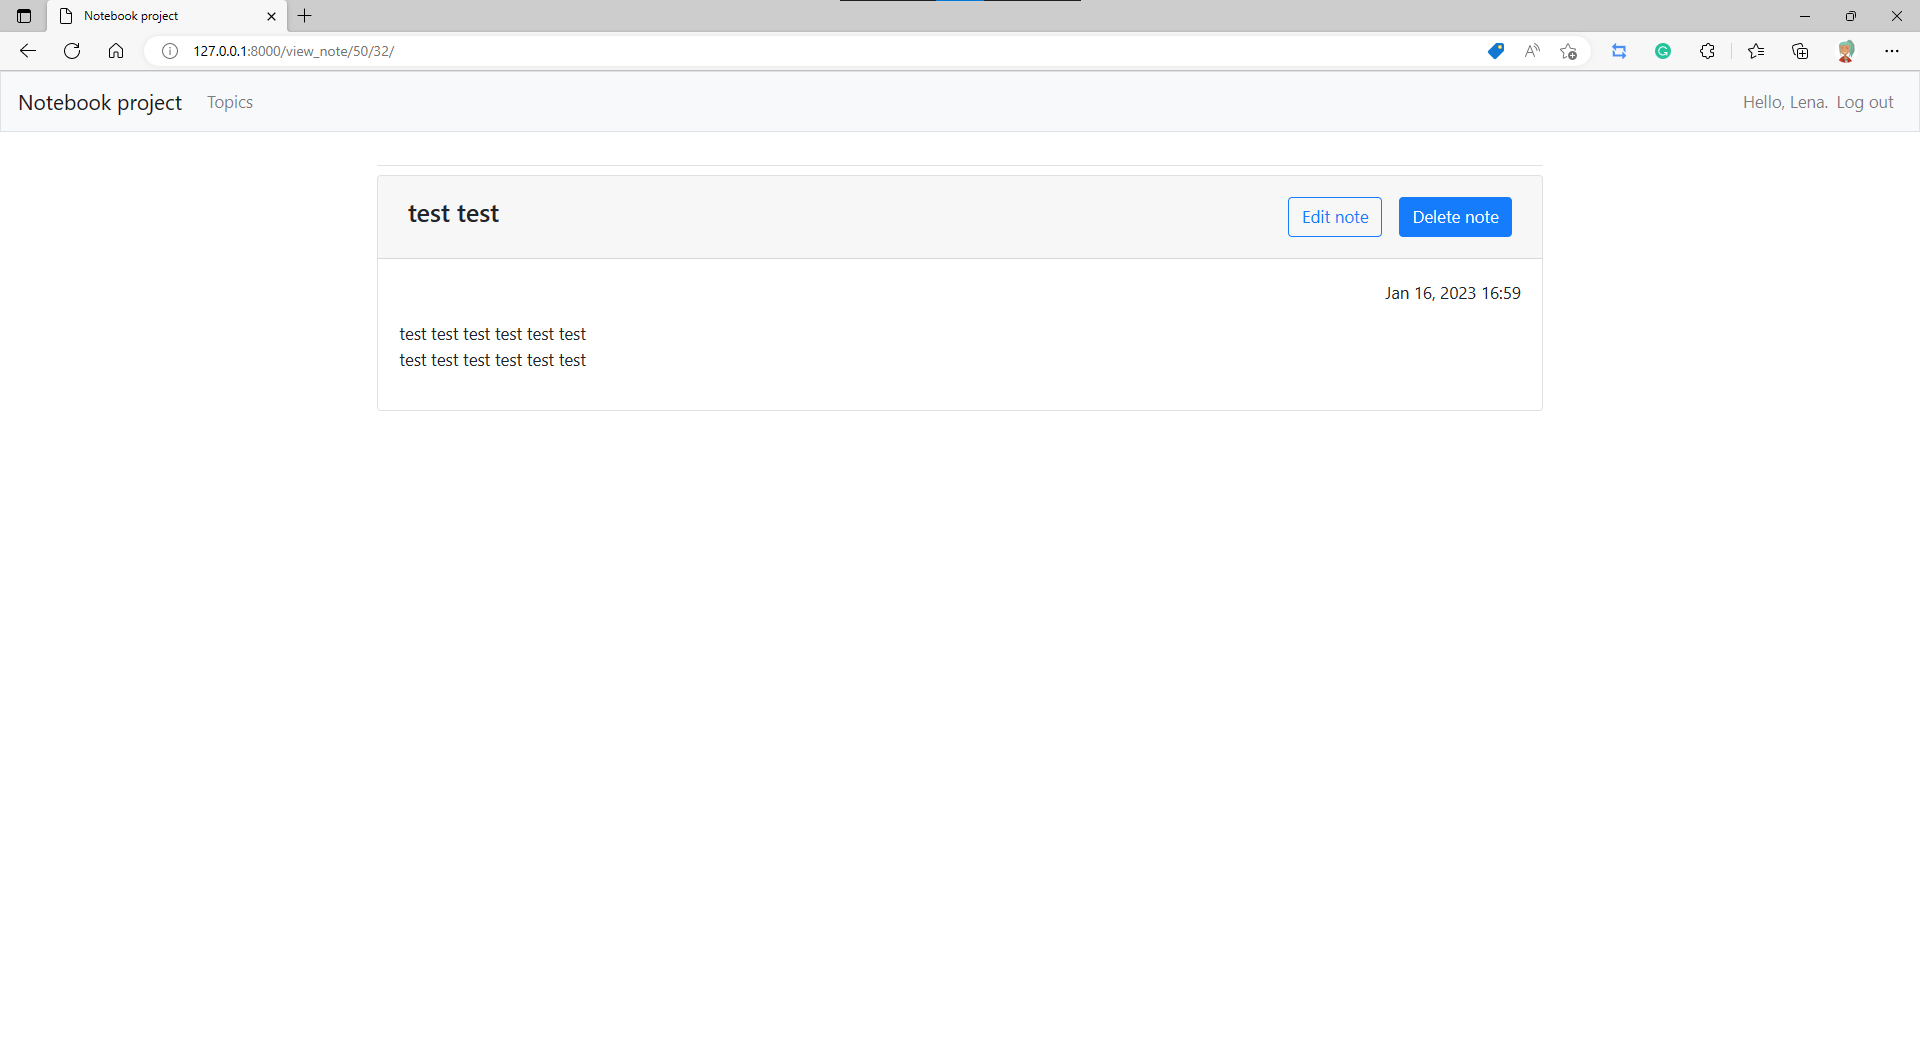 Notebook project
127.0.0.1:8000/view_note/50/32/
Notebook project Topics Hello, Lena. Log out
test test Edit note Delete note
Jan 16, 2023 16:59
test test test test test test
test test test test test test